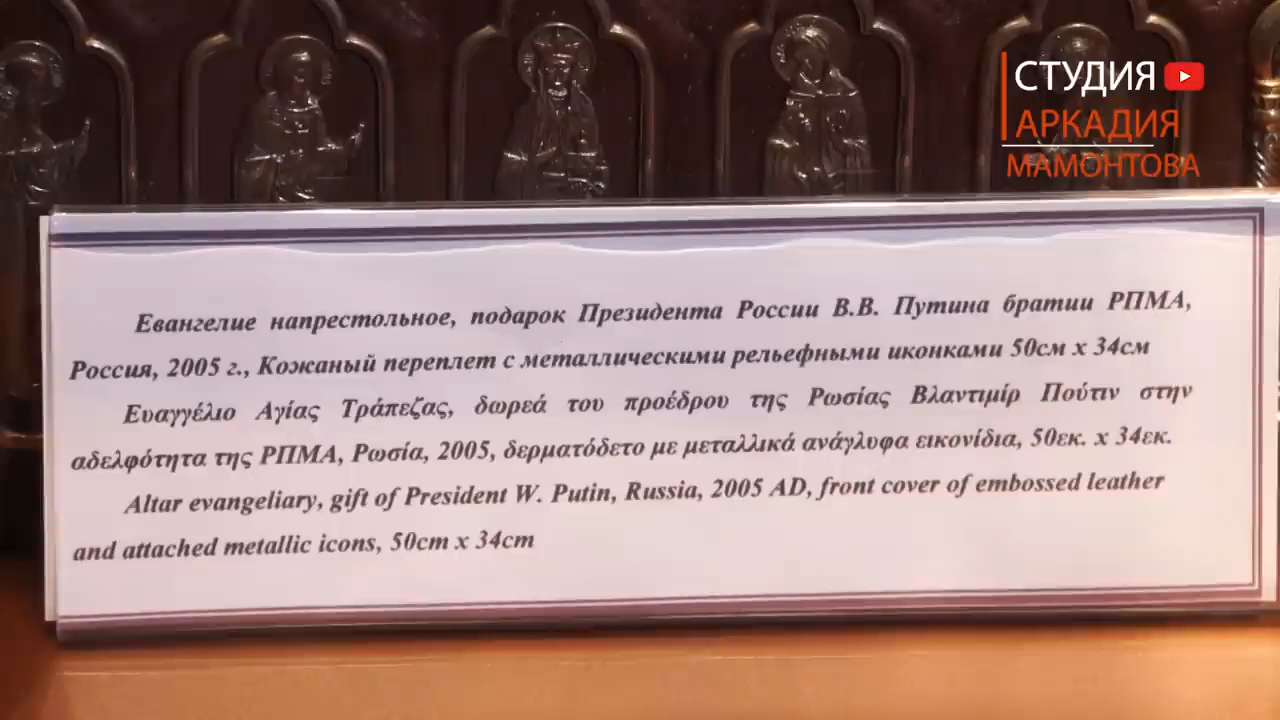 СТУДИЯ
АРКАДИЯ
МАМОНТОВА
Евангелие напрестольное, подарок Президента России В.В. Путина братии РПМА,
Россия, 2005 г., Кожаный переплет с металлическими рельефными иконками 50см x 34см
Ευαγγέλιο Αγίας Τράπεζας, δωρεά του προέδρου της Ρωσίας Βλαντιμίρ Πούτιν στην
αδελφότητα της ΡΠΜΑ, Ρωσία, 2005, δερματόδετο με μεταλλικά ανάγλυφα εικονίδια, 50εκ. x 34εκ.
Altar evangeliary, gift of President W. Putin, Russia, 2005 AD, front cover of embossed leather
and attached metallic icons, 50cm x 34cm